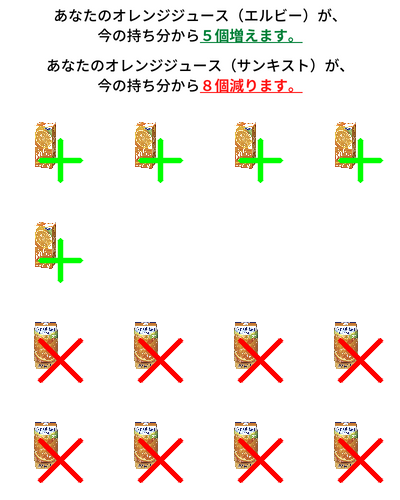 あなたのオレンジジュース（エルビー）が、
今の持ち分から５個増えます。
あなたのオレンジジュース（サンキスト）が、
今の持ち分から８個減ります。